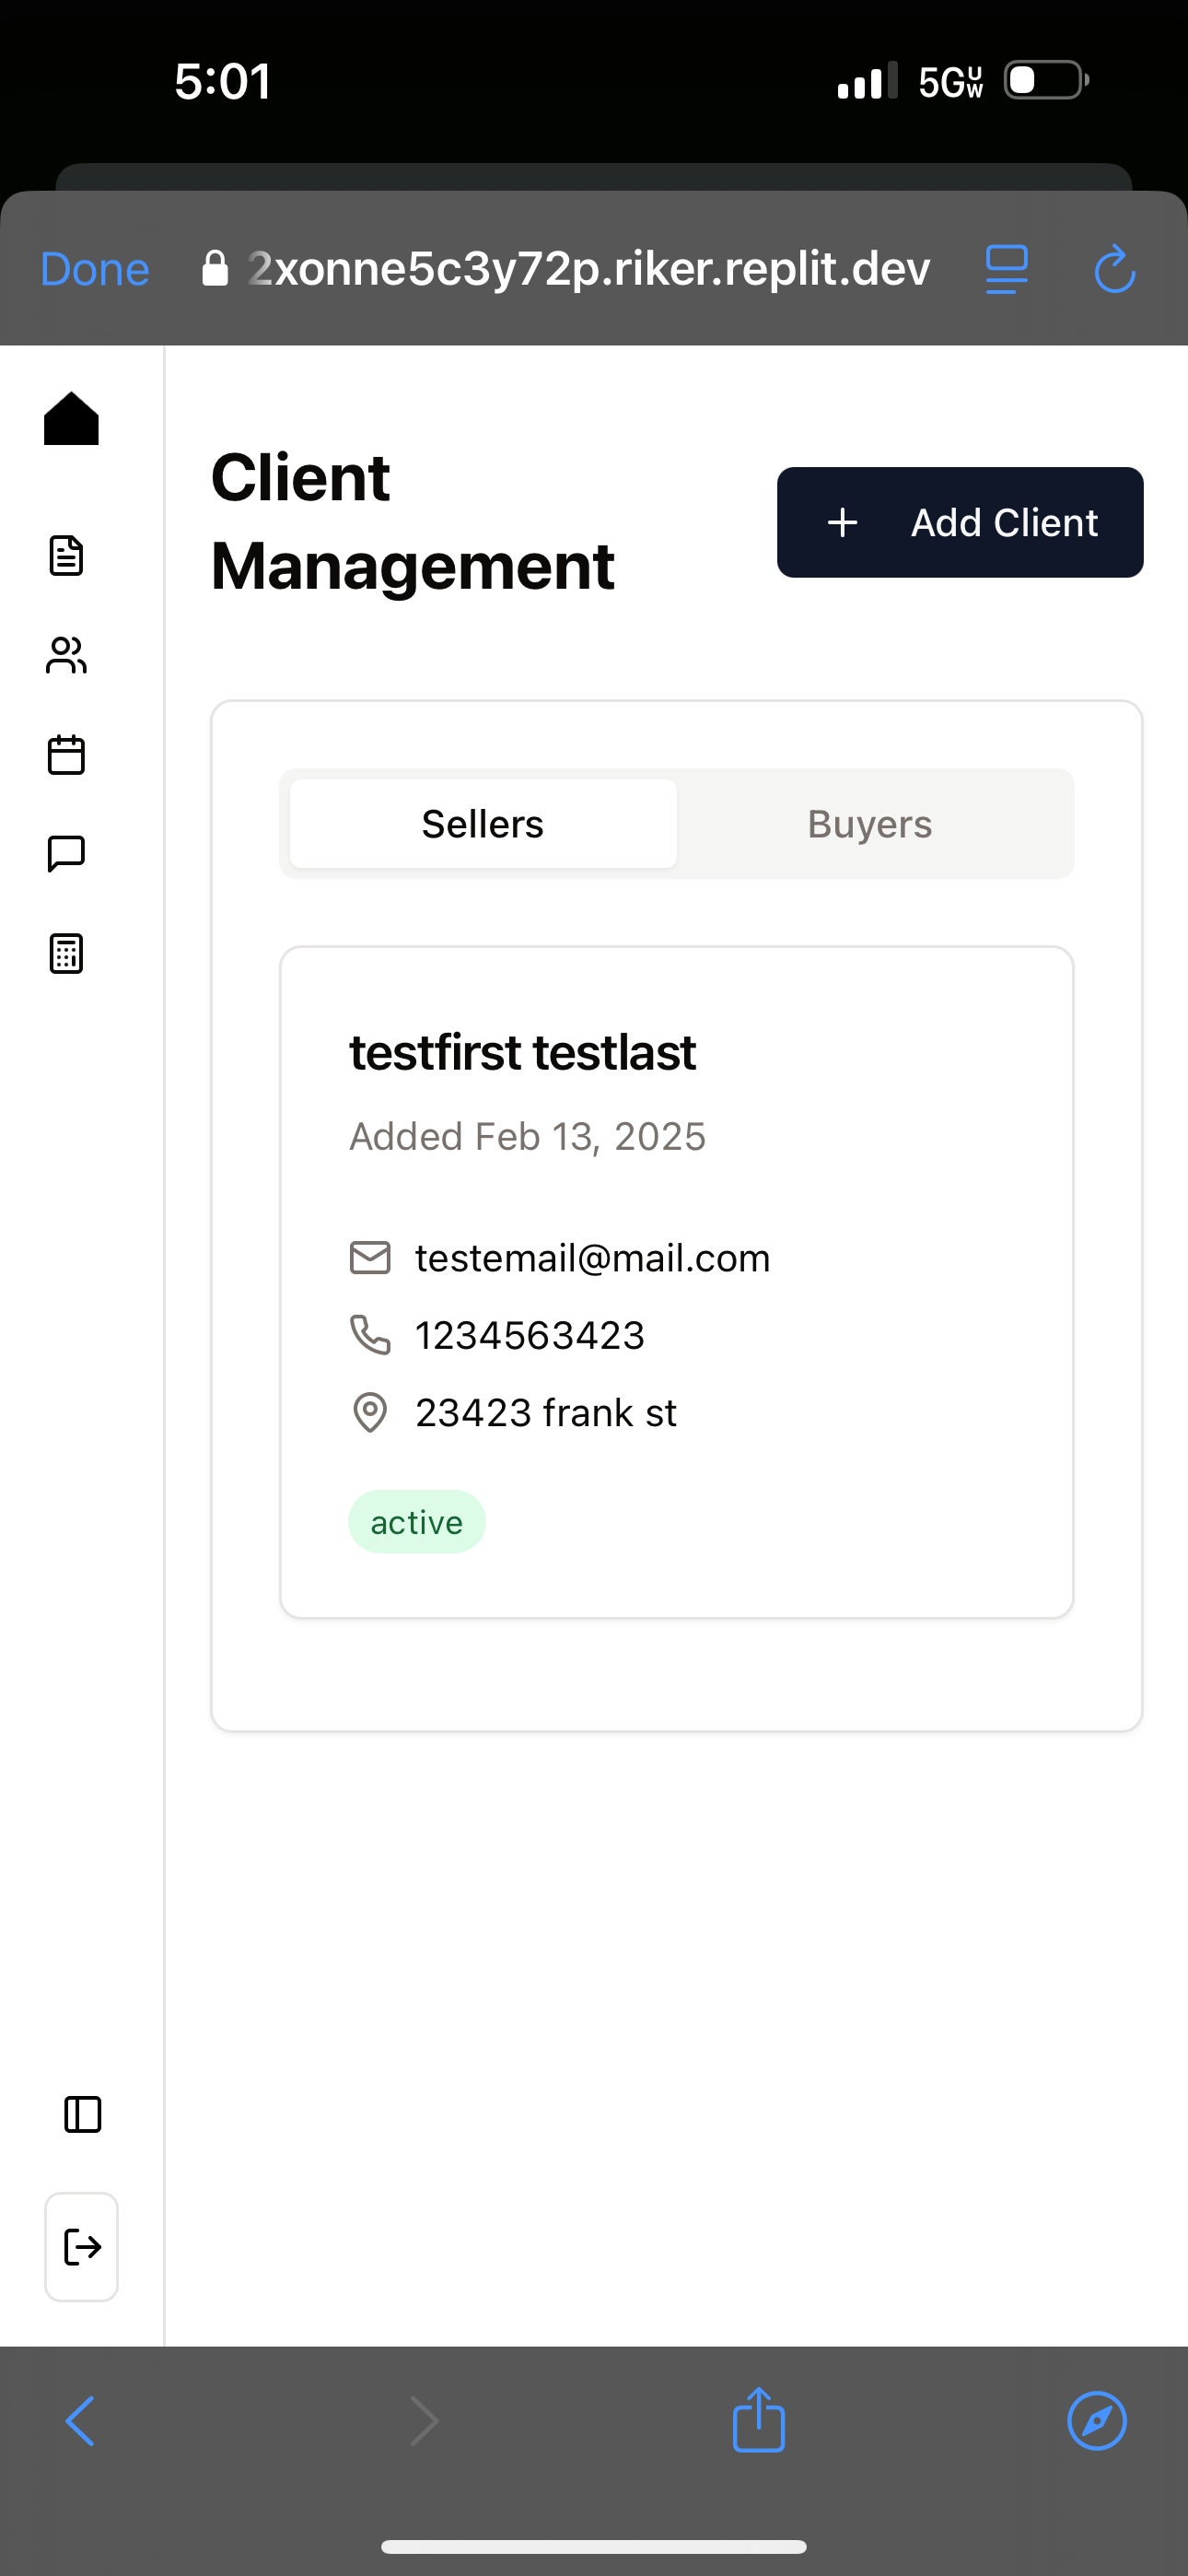 5:01
5G UW
Done
2xonne5c3y72p.riker.replit.dev
Client
Management
+ Add Client
Sellers
Buyers
testfirst testlast
Added Feb 13, 2025
testemail@mail.com
1234563423
23423 frank st
active